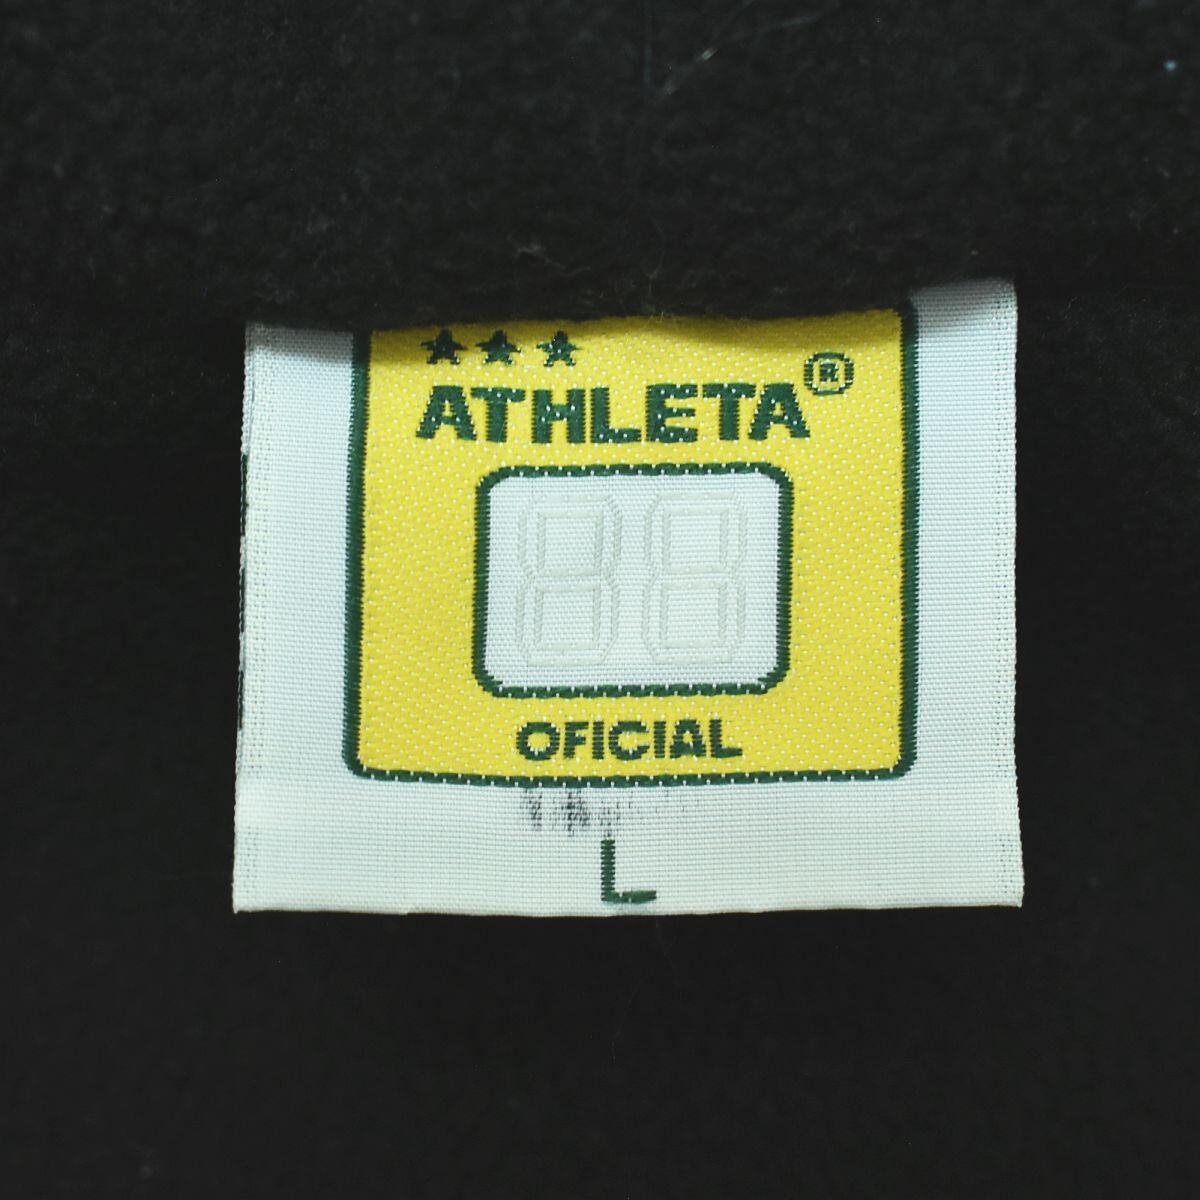 ★★★
ATHLETA®
88
OFICIAL
L